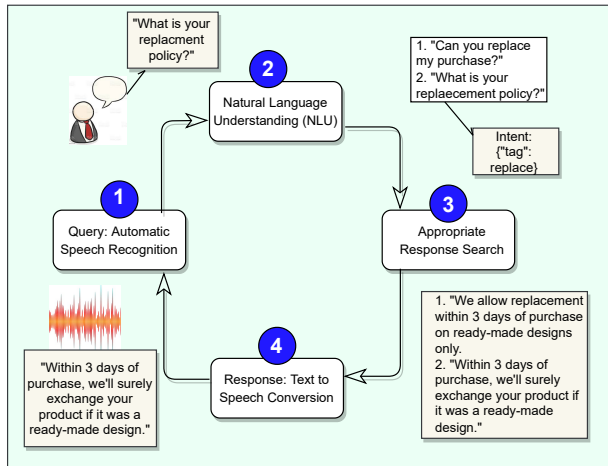 "What is your
replacment
policy?"
2
Natural Language
Understanding (NLU)
1. "Can you replace
my purchase?"
2. "What is your
replaecement policy?"
Intent:
{"tag":
replace}
1
Query: Automatic
Speech Recognition
3
Appropriate
Response Search
4
Response: Text to
Speech Conversion
"Within 3 days of
purchase, we'll surely
exchange your
product if it was a
ready-made design."
1. "We allow replacement
within 3 days of purchase
on ready-made designs
only.
2. "Within 3 days of
purchase, we'll surely
exchange your product if
it was a ready-made
design."